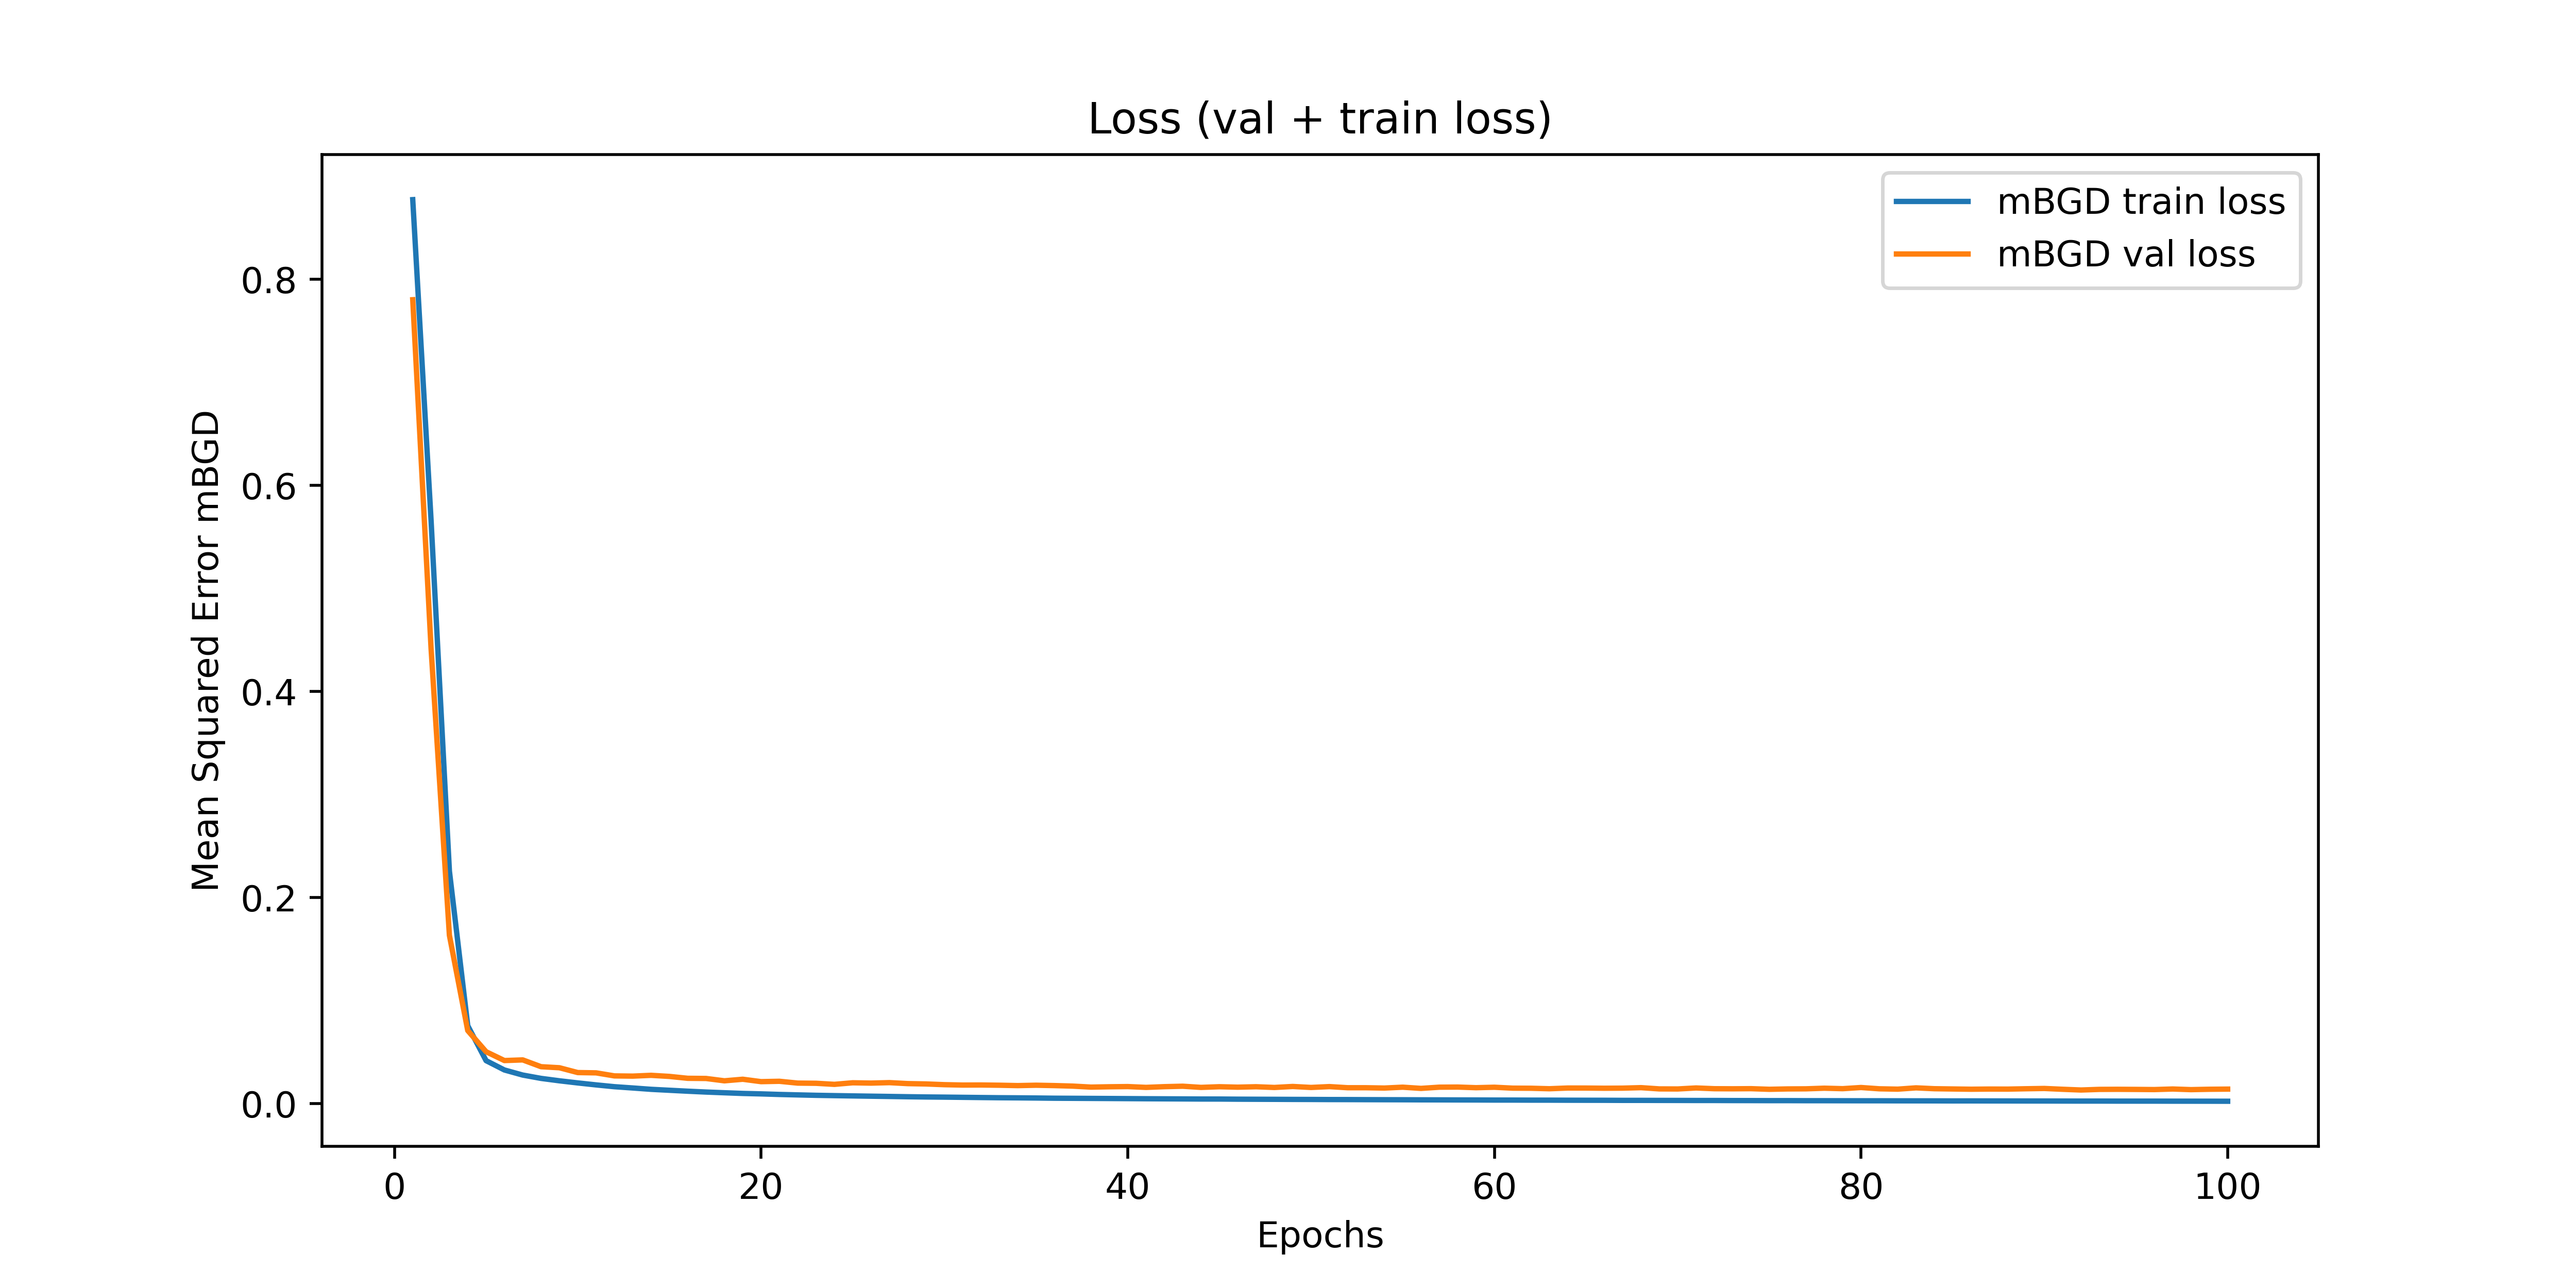 Loss (val + train loss)
mBGD train loss
mBGD val loss
Mean Squared Error mBGD
0.8
0.6
0.4
0.2
0.0
0 20 40 60 80 100
Epochs